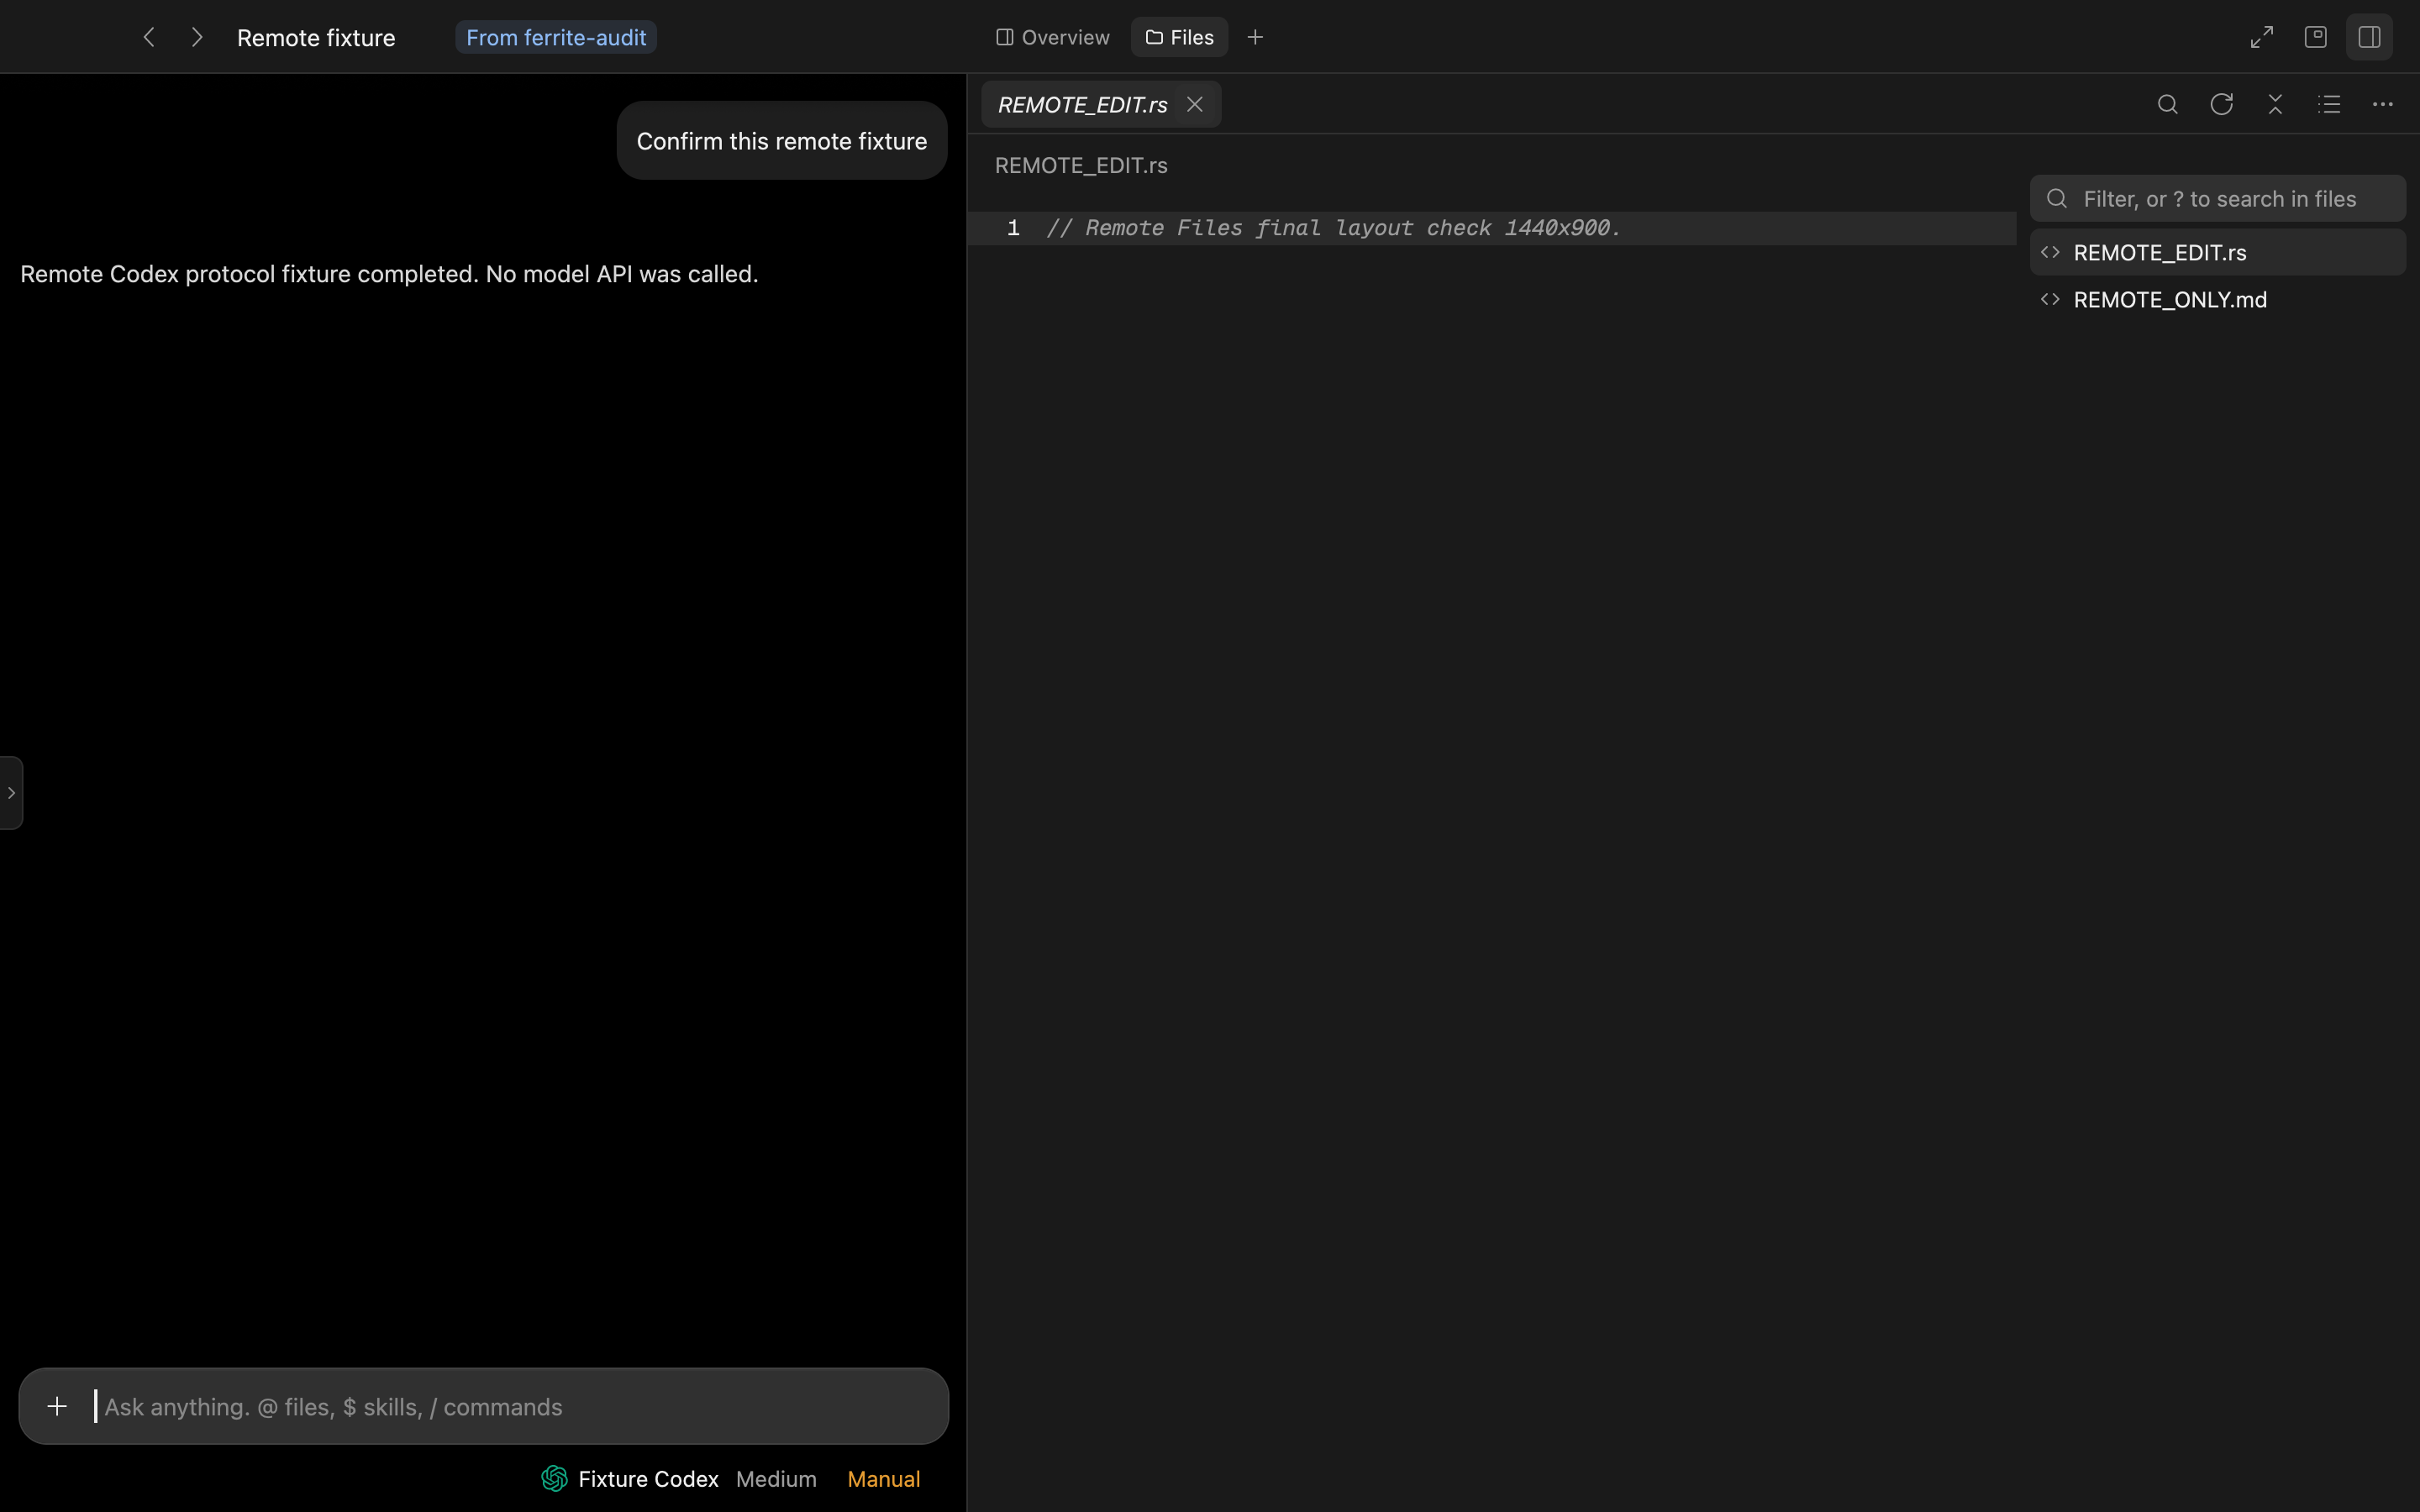 Remote fixture
From ferrite-audit
Overview
Files
Confirm this remote fixture
Remote Codex protocol fixture completed. No model API was called.
Ask anything. @ files, $ skills, / commands
Fixture Codex Medium Manual
REMOTE_EDIT.rs
REMOTE_EDIT.rs
1 // Remote Files final layout check 1440x900.
Filter, or ? to search in files
REMOTE_EDIT.rs
REMOTE_ONLY.md